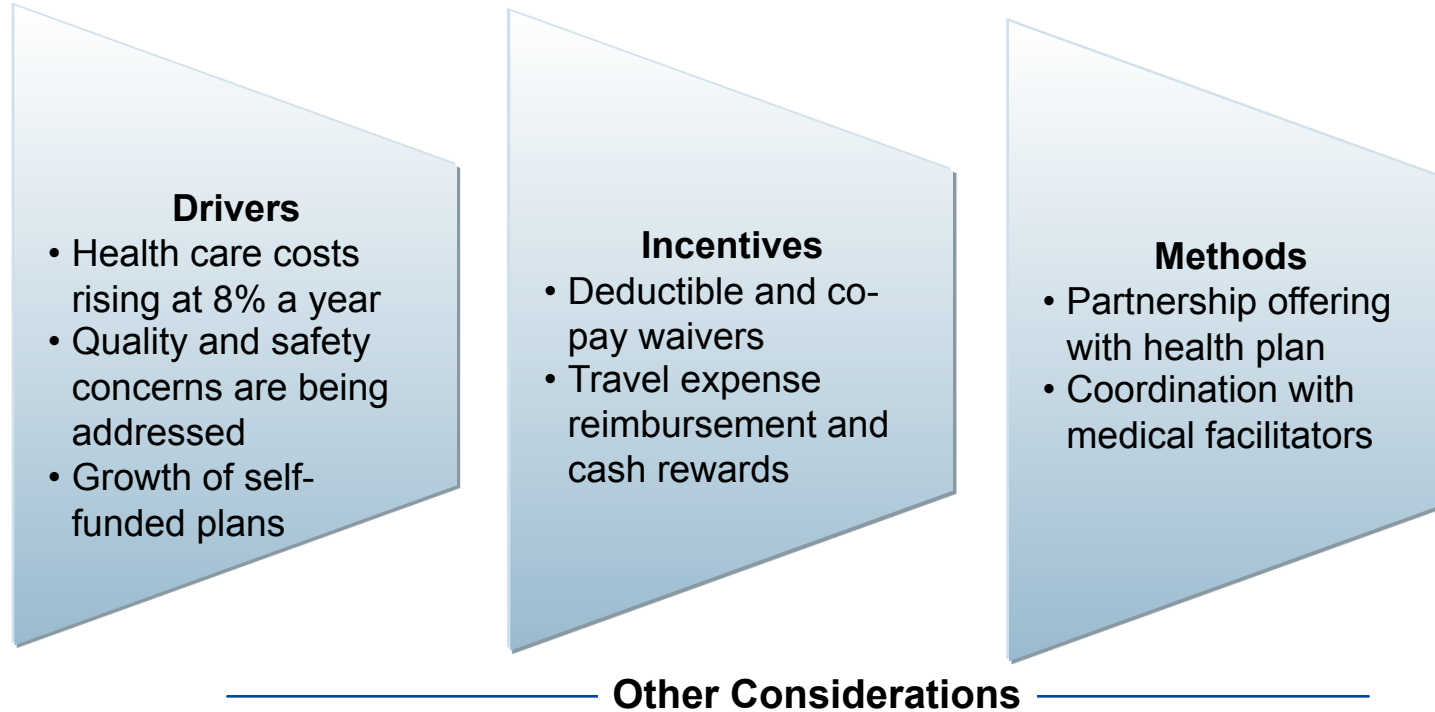 Drivers
• Health care costs
rising at 8% a year
• Quality and safety
concerns are being
addressed
• Growth of self-
funded plans
Incentives
• Deductible and co-
pay waivers
• Travel expense
reimbursement and
cash rewards
Methods
• Partnership offering
with health plan
• Coordination with
medical facilitators
Other Considerations